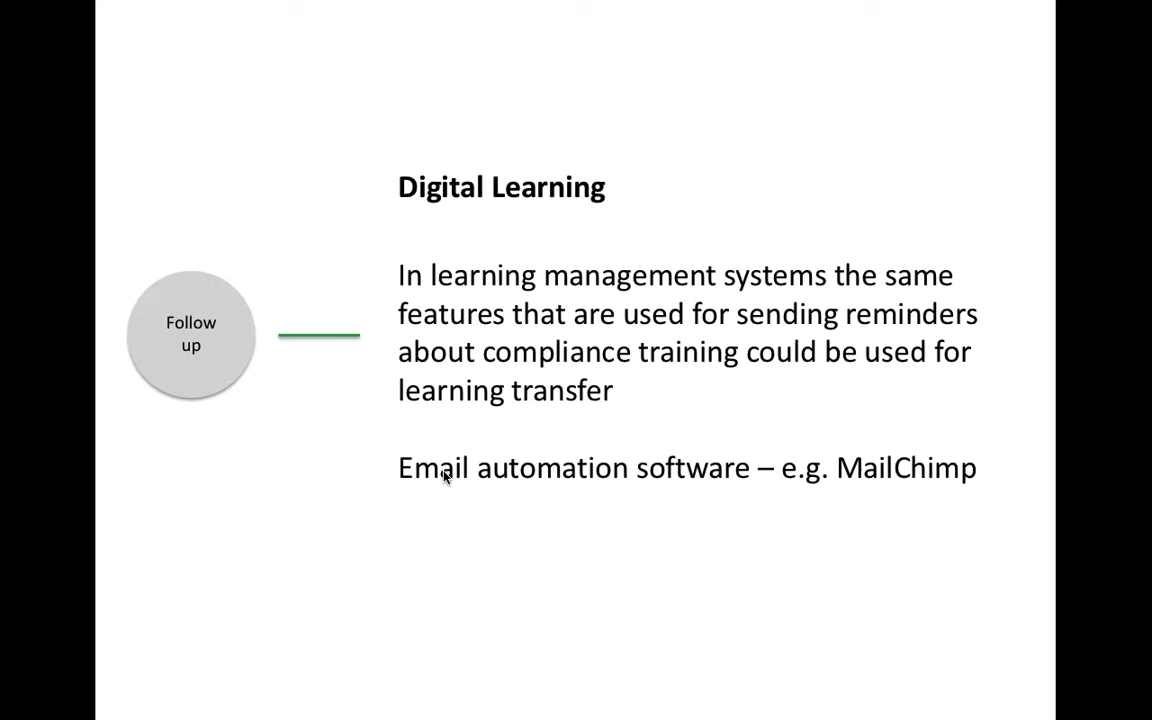 Digital Learning
Follow
up
In learning management systems the same
features that are used for sending reminders
about compliance training could be used for
learning transfer
Email automation software – e.g. MailChimp